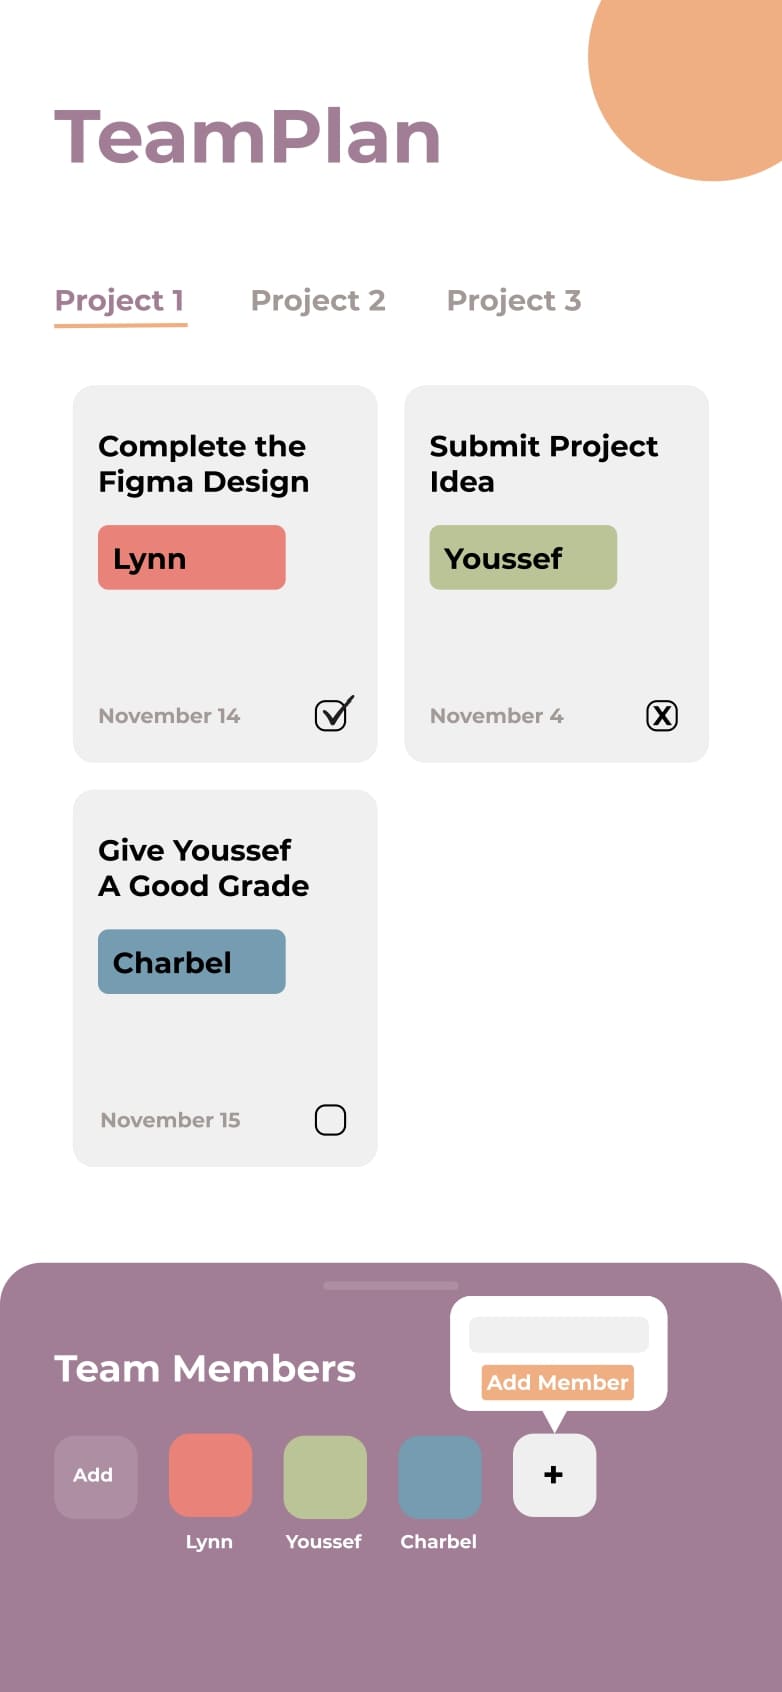 TeamPlan
Project 1 Project 2 Project 3
Complete the
Figma Design
Lynn
November 14
Submit Project
Idea
Youssef
November 4
X
Give Youssef
A Good Grade
Charbel
November 15
Team Members
Add Member
Add
+
Lynn Youssef Charbel